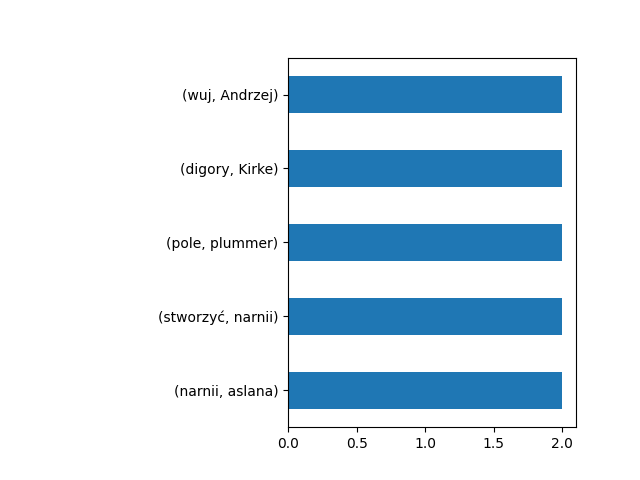 (wuj, Andrzej)
(digory, Kirke)
(pole, plummer)
(stworzyć, narnii)
(narnii, aslana)
0.0 0.5 1.0 1.5 2.0